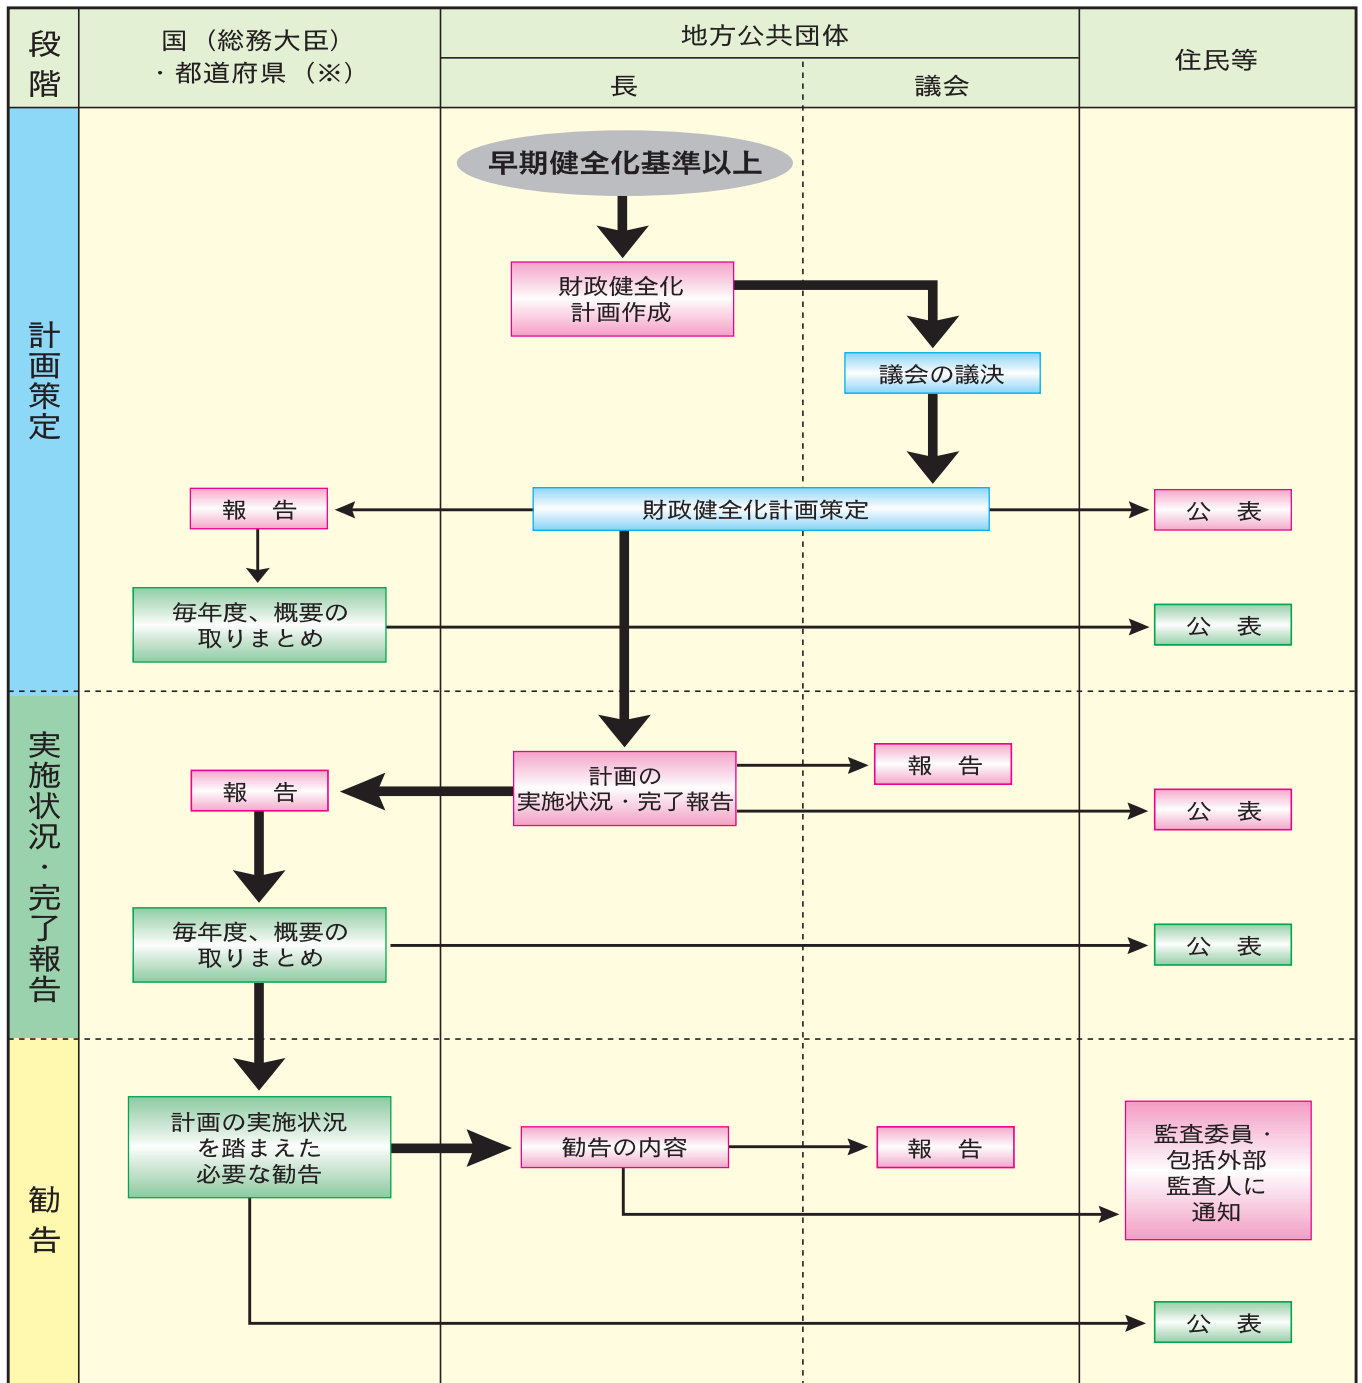 段
階
国（総務大臣）
・都道府県（※）
地方公共団体
長
議会
住民等
計画策定
早期健全化基準以上
財政健全化
計画作成
議会の議決
報　告
財政健全化計画策定
公　表
毎年度、概要の
取りまとめ
公　表
実施状況・完了報告
計画の
実施状況・完了報告
報　告
報　告
公　表
毎年度、概要の
取りまとめ
公　表
勧告
計画の実施状況
を踏まえた
必要な勧告
勧告の内容
報　告
監査委員・
包括外部
監査人に
通知
公　表